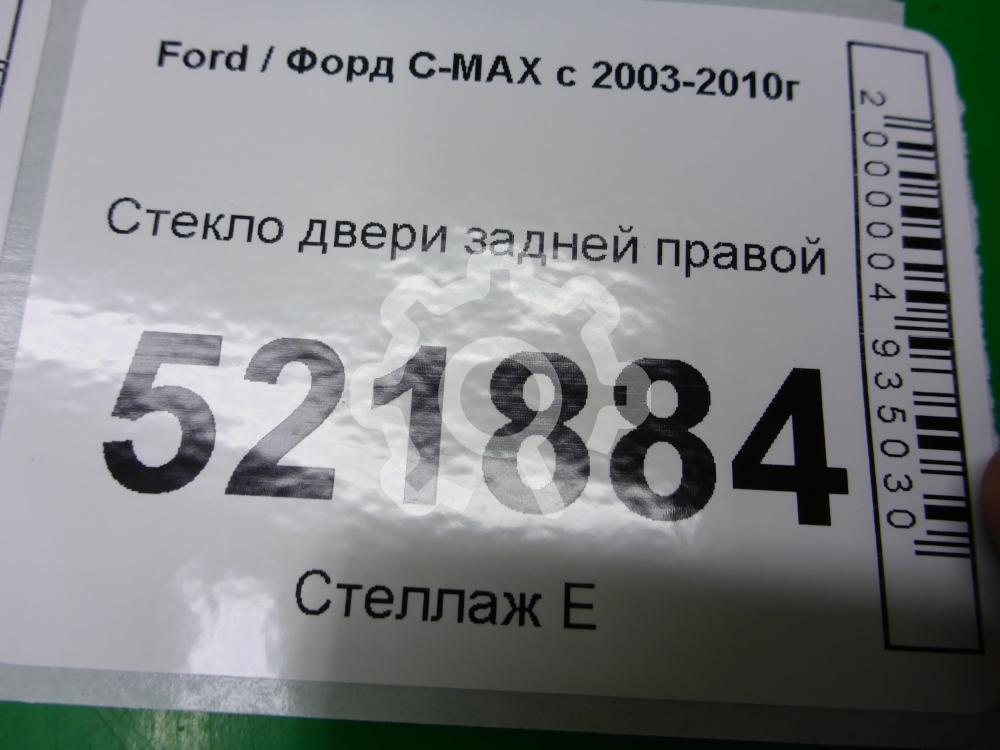 Ford / Форд C-MAX с 2003-2010г
Стекло двери задней правой
521884
Стеллаж Е
2000004935030